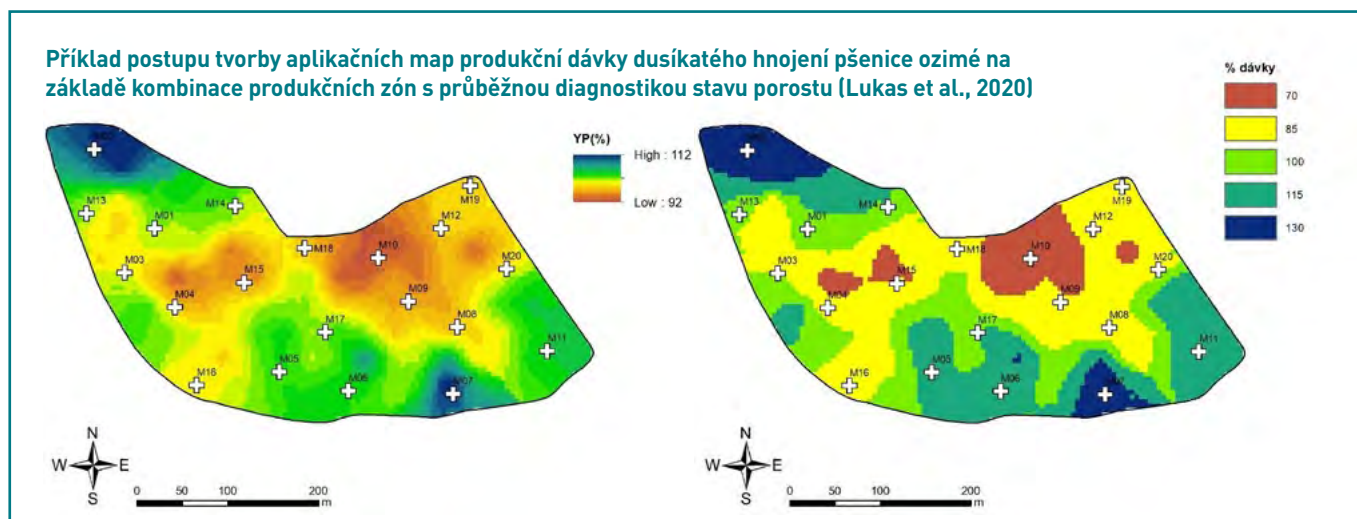 Příklad postupu tvorby aplikačních map produkční dávky dusíkatého hnojení pšenice ozimé na
základě kombinace produkčních zón s průběžnou diagnostikou stavu porostu (Lukas et al., 2020)
YP(%)
High : 112
Low : 92
M13
M01
M14
M03
M15
M04
M18
M10
M19
M12
M20
M09
M08
M17
M05
M06
M07
M11
M16
N
W E
S
0 50 100 200
m
% dávky
70
85
100
115
130
M13
M01
M14
M03
M15
M04
M18
M10
M19
M12
M20
M09
M08
M17
M05
M06
M11
M16
N
W E
S
0 50 100 200
m